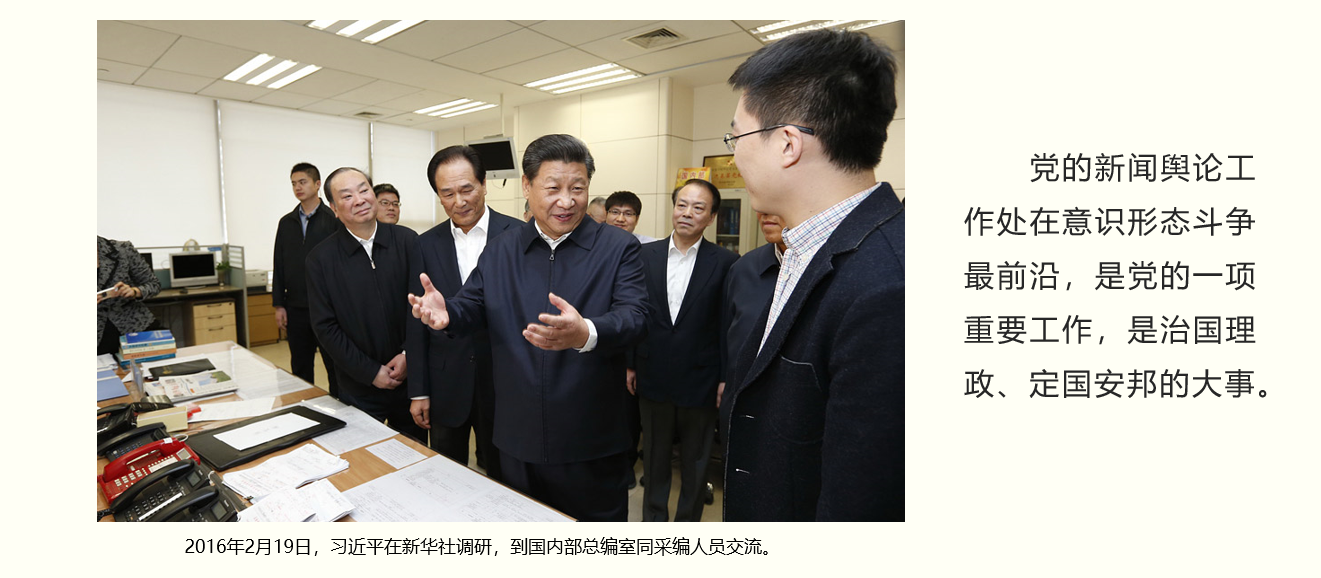 党的新闻舆论工
作处在意识形态斗争
最前沿，是党的一项
重要工作，是治国理
政、定国安邦的大事。
2016年2月19日，习近平在新华社调研，到国内部总编室同采编人员交流。